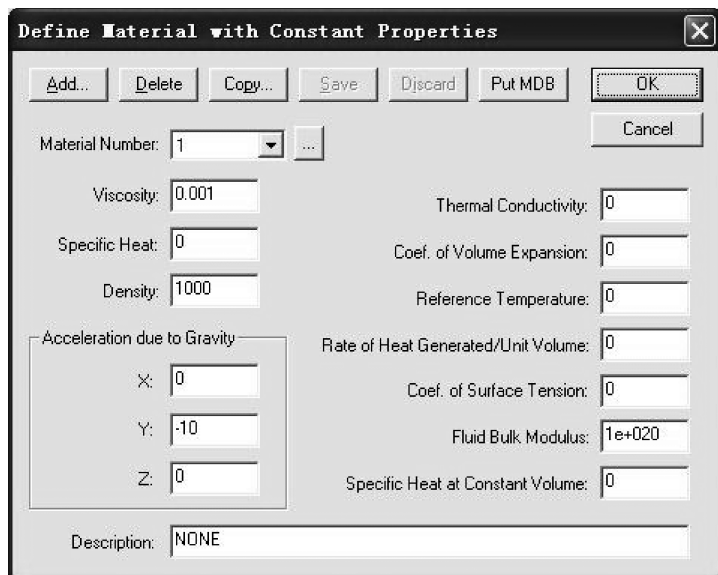 Define Material with Constant Properties
Add... Delete Copy... Save Discard Put MDB OK
Cancel
Material Number: 1 ...
Viscosity: 0.001
Thermal Conductivity: 0
Specific Heat: 0
Coef. of Volume Expansion: 0
Density: 1000
Reference Temperature: 0
Acceleration due to Gravity
Rate of Heat Generated/Unit Volume: 0
X: 0
Coef. of Surface Tension: 0
Y: -10
Fluid Bulk Modulus: 1e+020
Z: 0
Specific Heat at Constant Volume: 0
Description: NONE